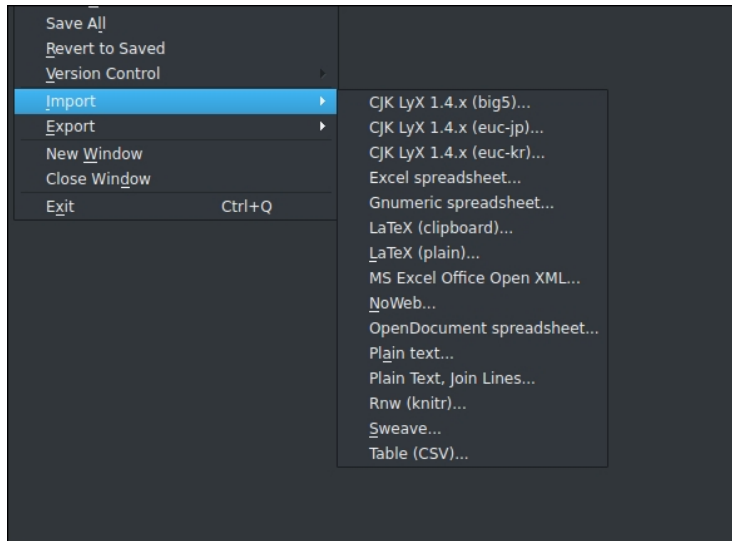 Save All
Revert to Saved
Version Control
Import
Export
New Window
Close Window
Exit Ctrl+Q
CJK LyX 1.4.x (big5)...
CJK LyX 1.4.x (euc-jp)...
CJK LyX 1.4.x (euc-kr)...
Excel spreadsheet...
Gnumeric spreadsheet...
LaTeX (clipboard)...
LaTeX (plain)...
MS Excel Office Open XML...
NoWeb...
OpenDocument spreadsheet...
Plain text...
Plain Text, Join Lines...
Rnw (knitr)...
Sweave...
Table (CSV)...